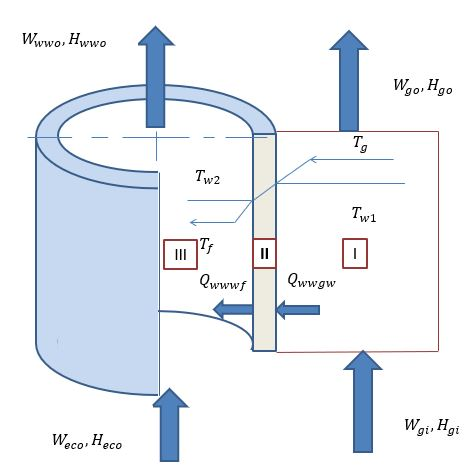 W_wwo, H_wwo
W_go, H_go
T_g
T_w2
T_w1
III
T_f
II
I
Q_wwwf
Q_wwgw
W_gi, H_gi
W_eco, H_eco